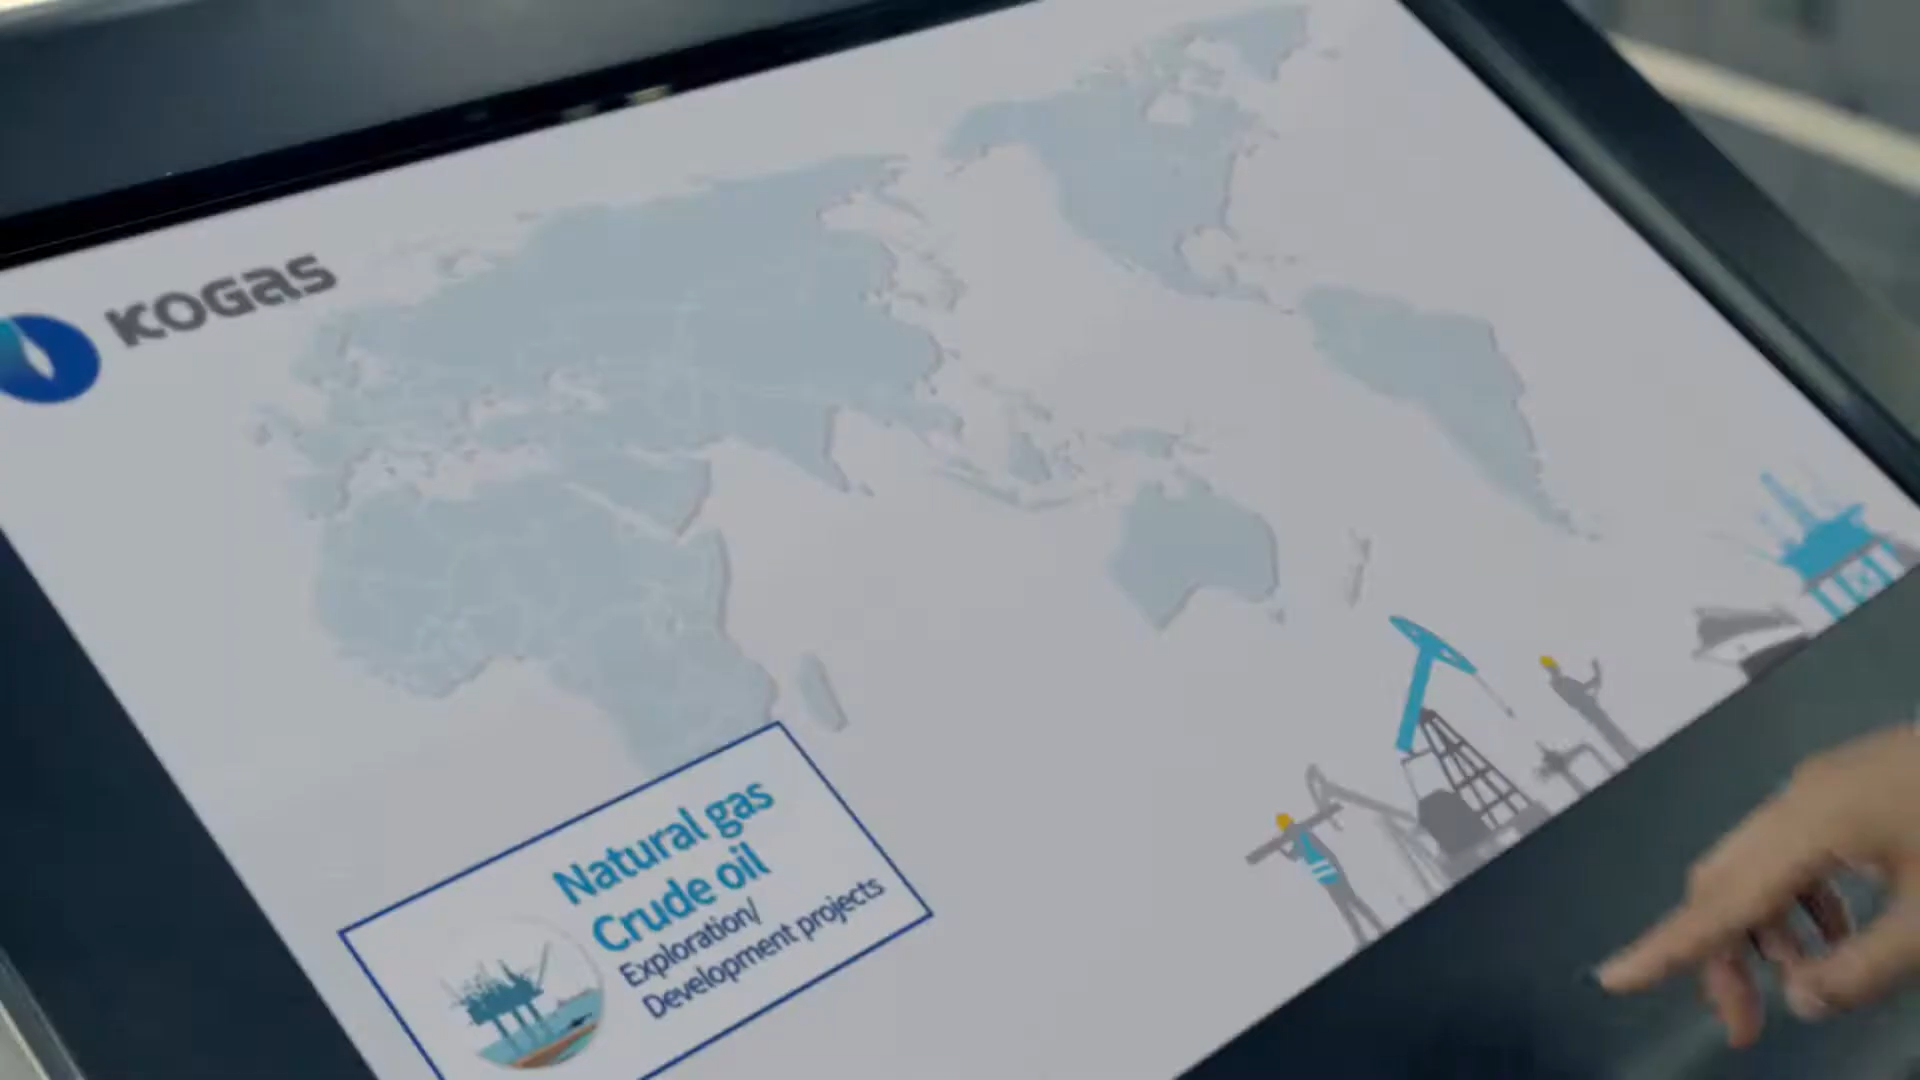 KOGas
Natural gas
Crude oil
Exploration/
Development projects